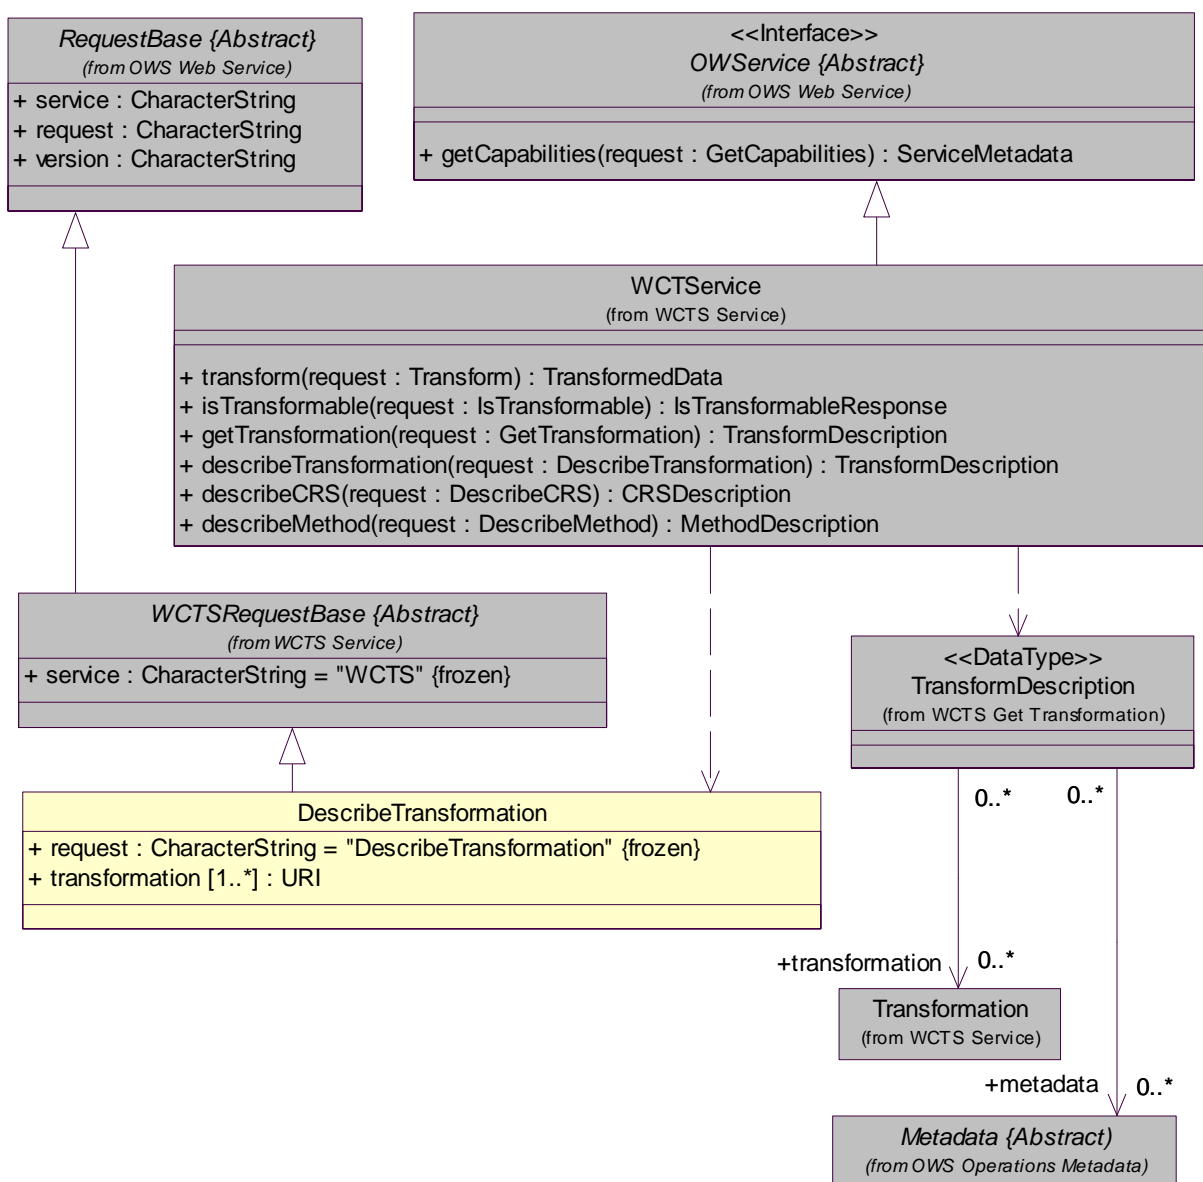 RequestBase {Abstract}
(from OWS Web Service)
+ service : CharacterString
+ request : CharacterString
+ version : CharacterString
<<Interface>>
OWService {Abstract}
(from OWS Web Service)
+ getCapabilities(request : GetCapabilities) : ServiceMetadata
WCTService
(from WCTS Service)
+ transform(request : Transform) : TransformedData
+ isTransformable(request : IsTransformable) : IsTransformableResponse
+ getTransformation(request : GetTransformation) : TransformDescription
+ describeTransformation(request : DescribeTransformation) : TransformDescription
+ describeCRS(request : DescribeCRS) : CRSDescription
+ describeMethod(request : DescribeMethod) : MethodDescription
WCTSRequestBase {Abstract}
(from WCTS Service)
+ service : CharacterString = "WCTS" {frozen}
<<DataType>>
TransformDescription
(from WCTS Get Transformation)
0..* 0..*
DescribeTransformation
+ request : CharacterString = "DescribeTransformation" {frozen}
+ transformation [1..*] : URI
+transformation 0..*
Transformation
(from WCTS Service)
+metadata 0..*
Metadata {Abstract)
(from OWS Operations Metadata)